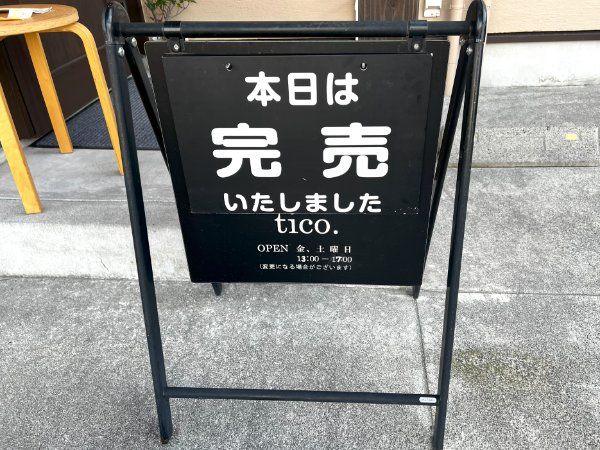 本日は
完売
いたしました
tico.
OPEN 金、土曜日
13:00－17:00
(変更になる場合がございます)